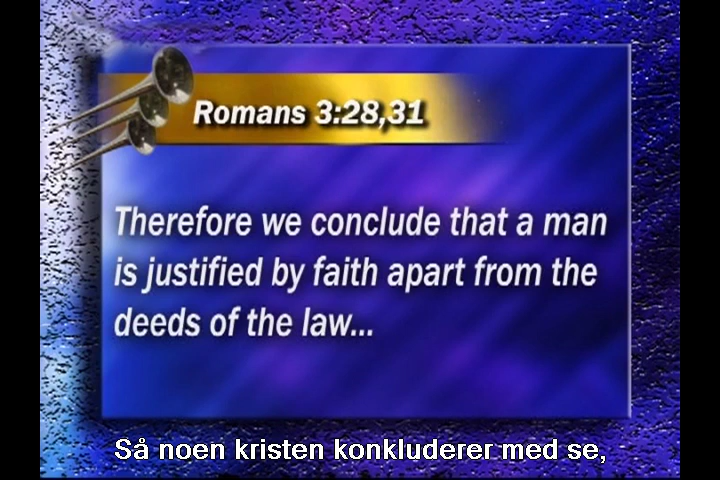 Romans 3:28,31
Therefore we conclude that a man
is justified by faith apart from the
deeds of the law...
Så noen kristen konkluderer med se,